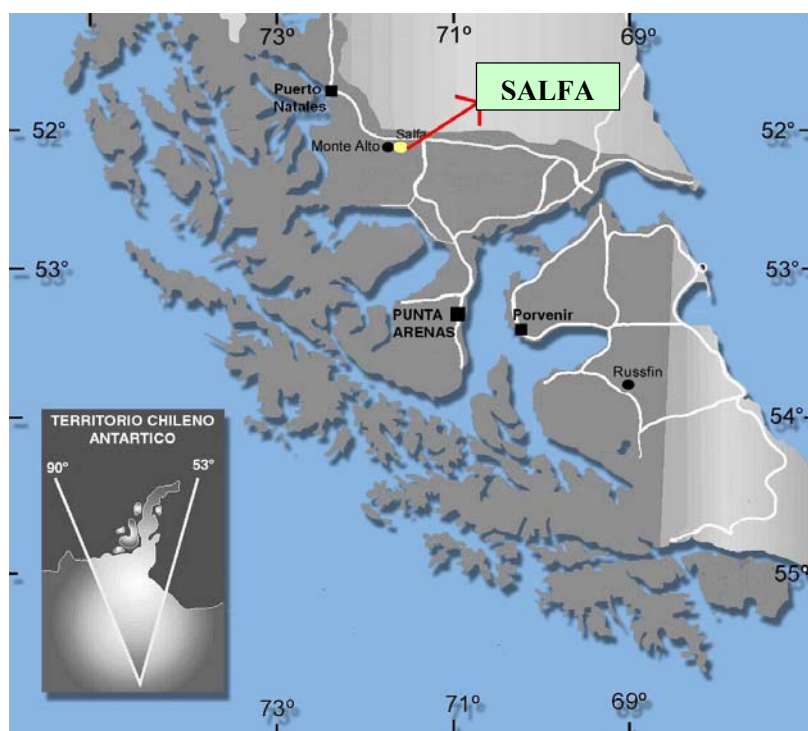 73º
71º
69º
Puerto
Natales
SALFA
52º
52º
Salfa
Monte Alto
53º
53º
PUNTA
ARENAS
Porvenir
Russfin
TERRITORIO CHILENO
ANTARTICO
54º
90º
53º
55º
73º
71º
69º